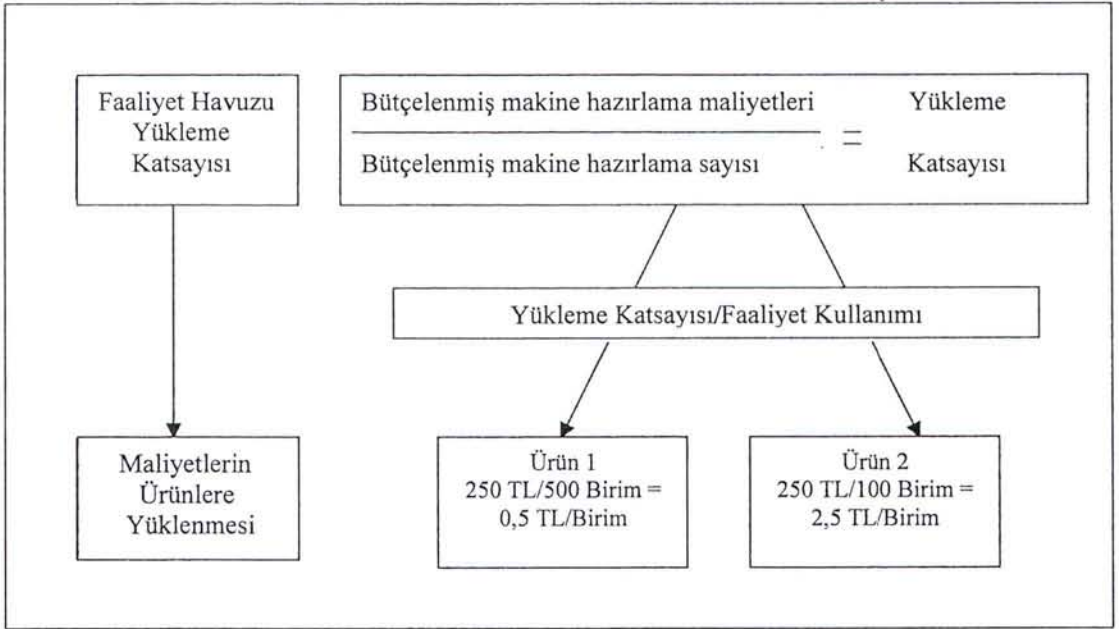 Faaliyet Havuzu
Yükleme
Katsayısı
Bütçelenmiş makine hazırlama maliyetleri
Bütçelenmiş makine hazırlama sayısı
=
Yükleme
Katsayısı
Yükleme Katsayısı/Faaliyet Kullanımı
Maliyetlerin
Ürünlere
Yüklenmesi
Ürün 1
250 TL/500 Birim =
0,5 TL/Birim
Ürün 2
250 TL/100 Birim =
2,5 TL/Birim